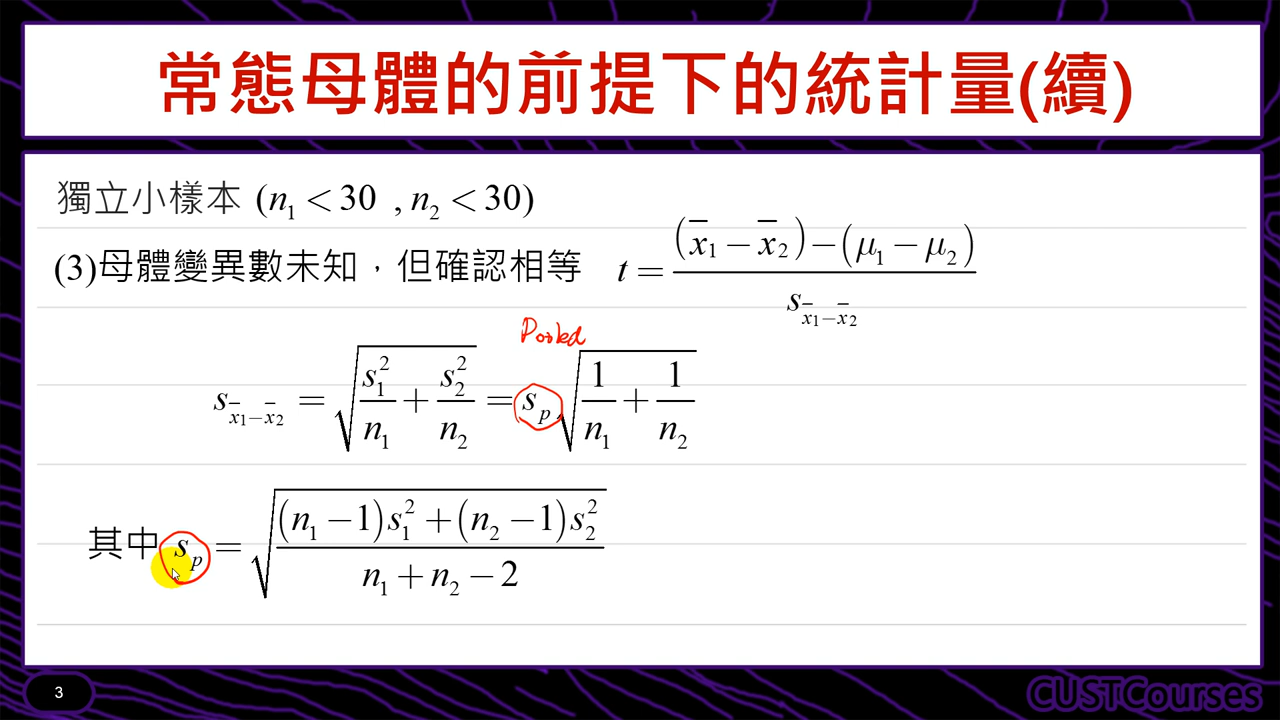 常態母體的前提下的統計量(續)
獨立小樣本 (n₁ < 30 , n₂ < 30)
(3)母體變異數未知，但確認相等 t = ((x̄₁ − x̄₂) − (μ₁ − μ₂)) / s_{x̄₁−x̄₂}
Pooled
s_{x̄₁−x̄₂} = √(s₁²/n₁ + s₂²/n₂) = s_p √(1/n₁ + 1/n₂)
其中 s_p = √(((n₁ − 1)s₁² + (n₂ − 1)s₂²) / (n₁ + n₂ − 2))
3
CUSTCourses